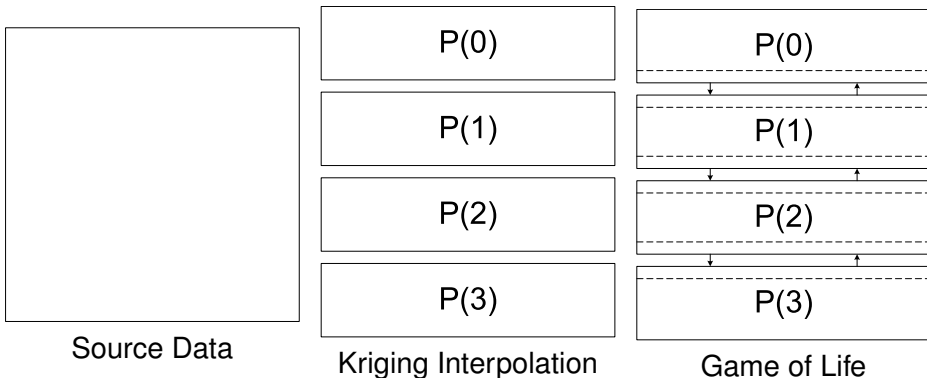 P(0)
P(1)
P(2)
P(3)
P(0)
P(1)
P(2)
P(3)
Source Data
Kriging Interpolation
Game of Life